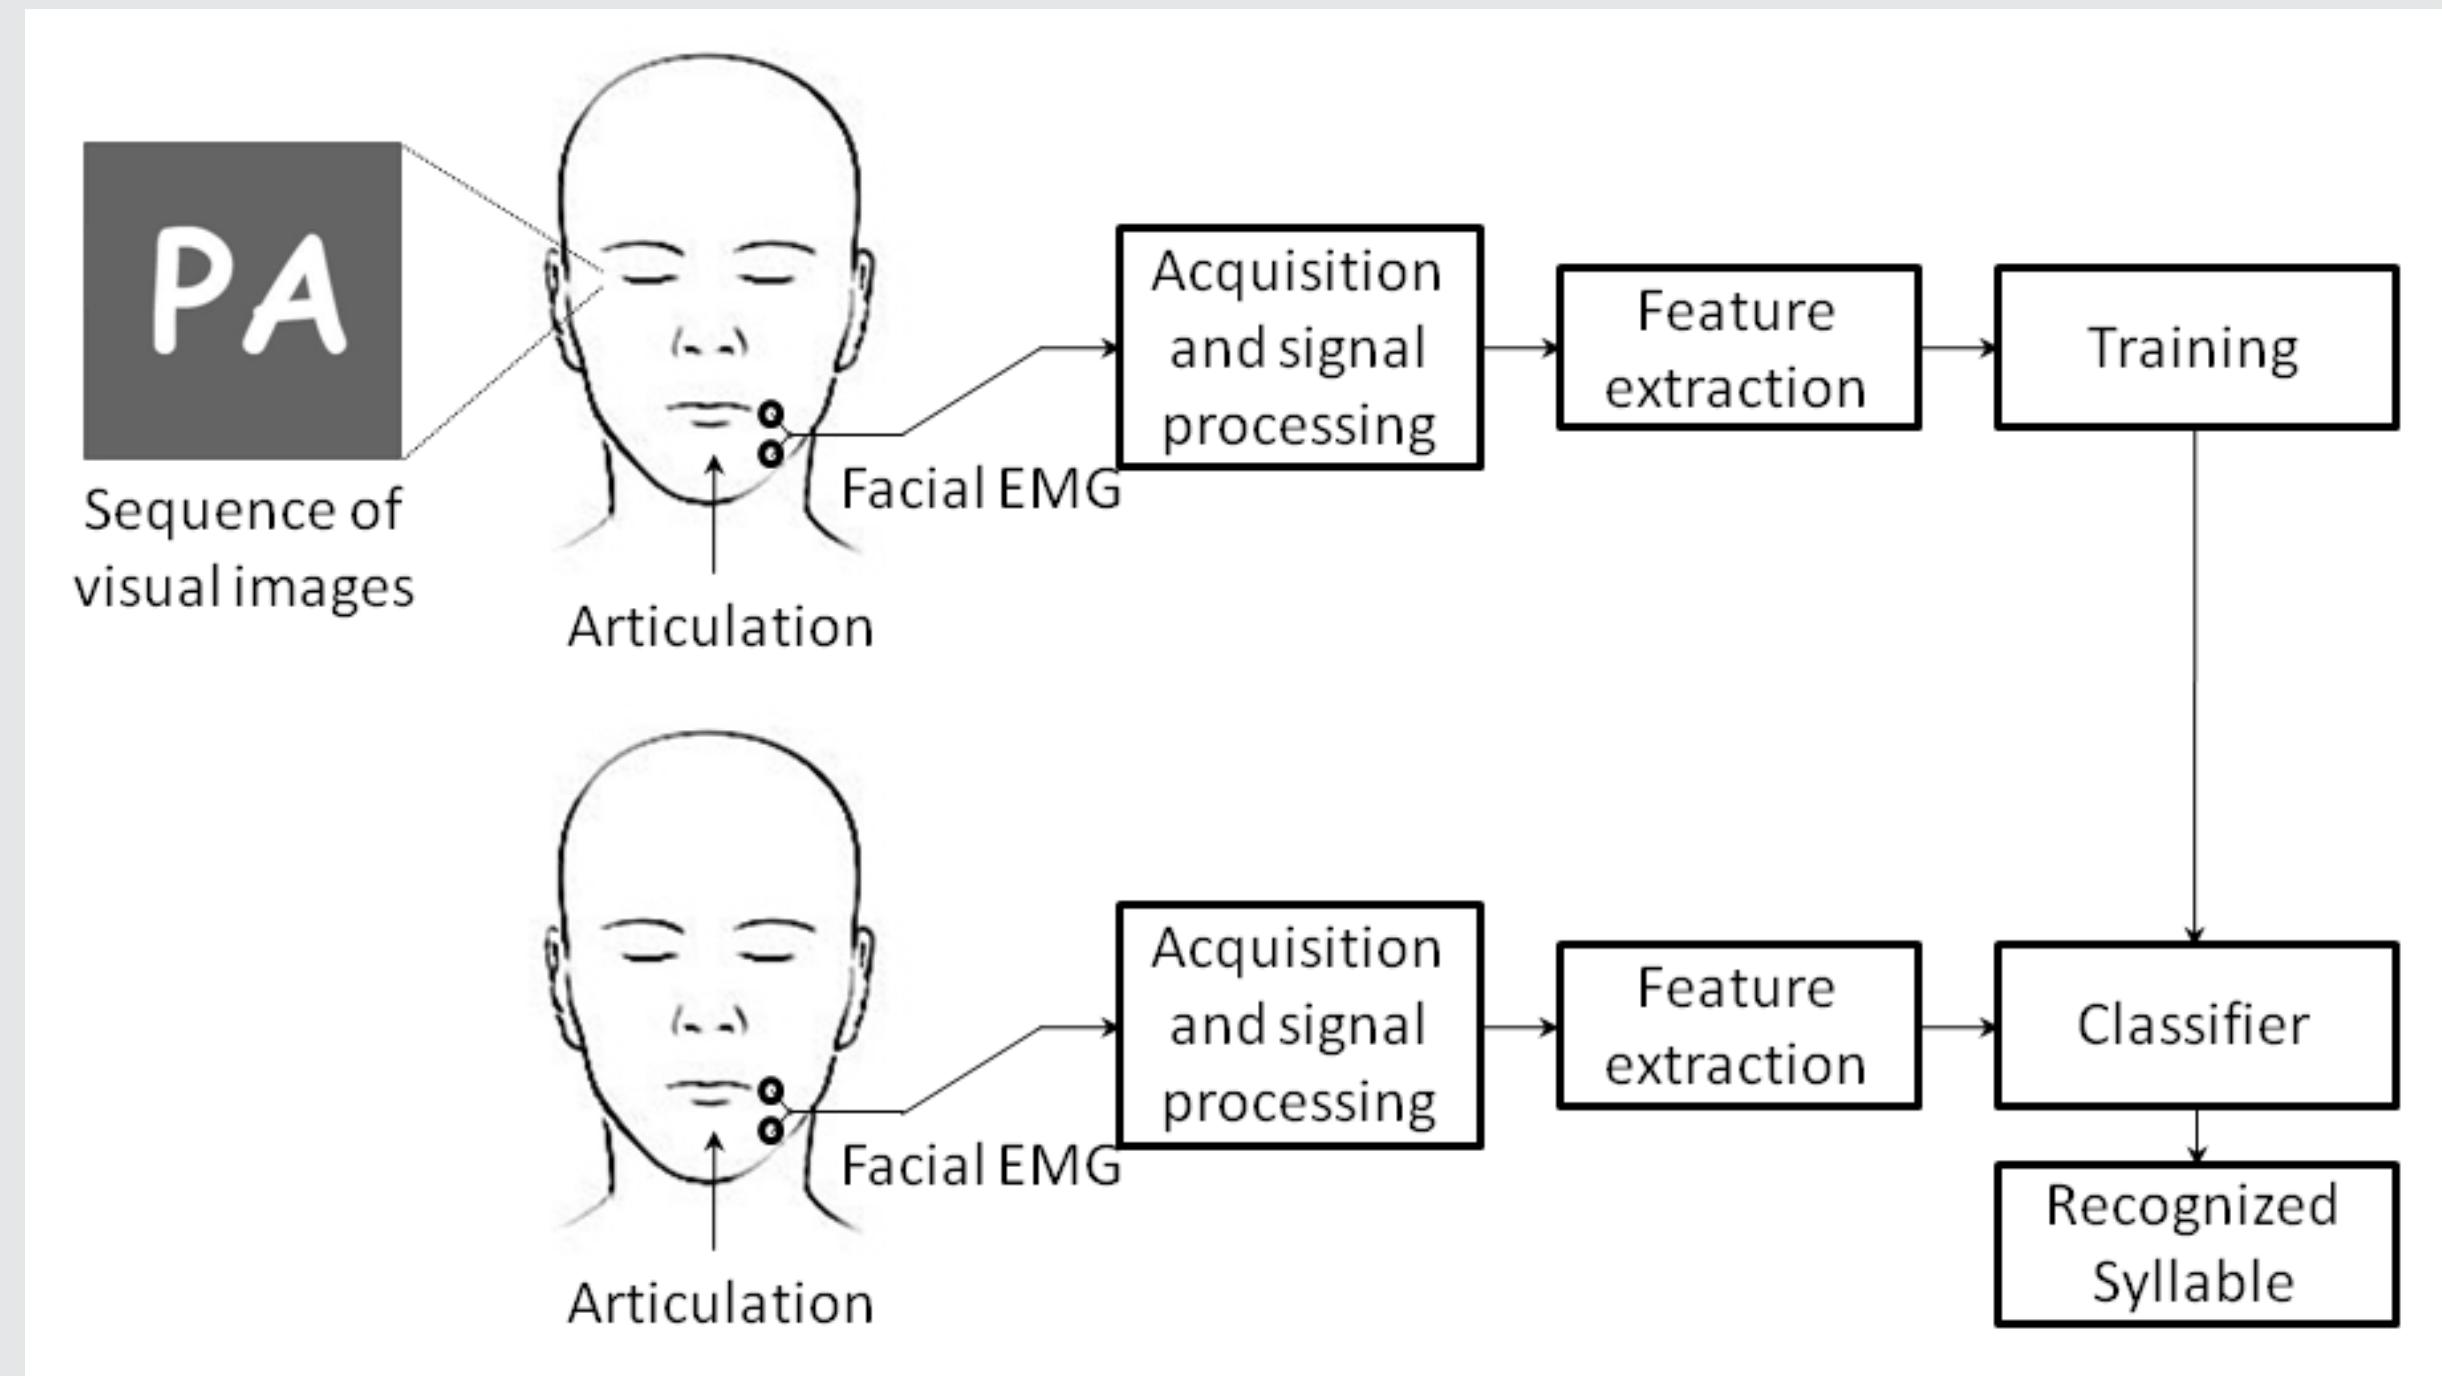 PA
Sequence of
visual images
Articulation
Facial EMG
Acquisition
and signal
processing
Feature
extraction
Training
Articulation
Facial EMG
Acquisition
and signal
processing
Feature
extraction
Classifier
Recognized
Syllable